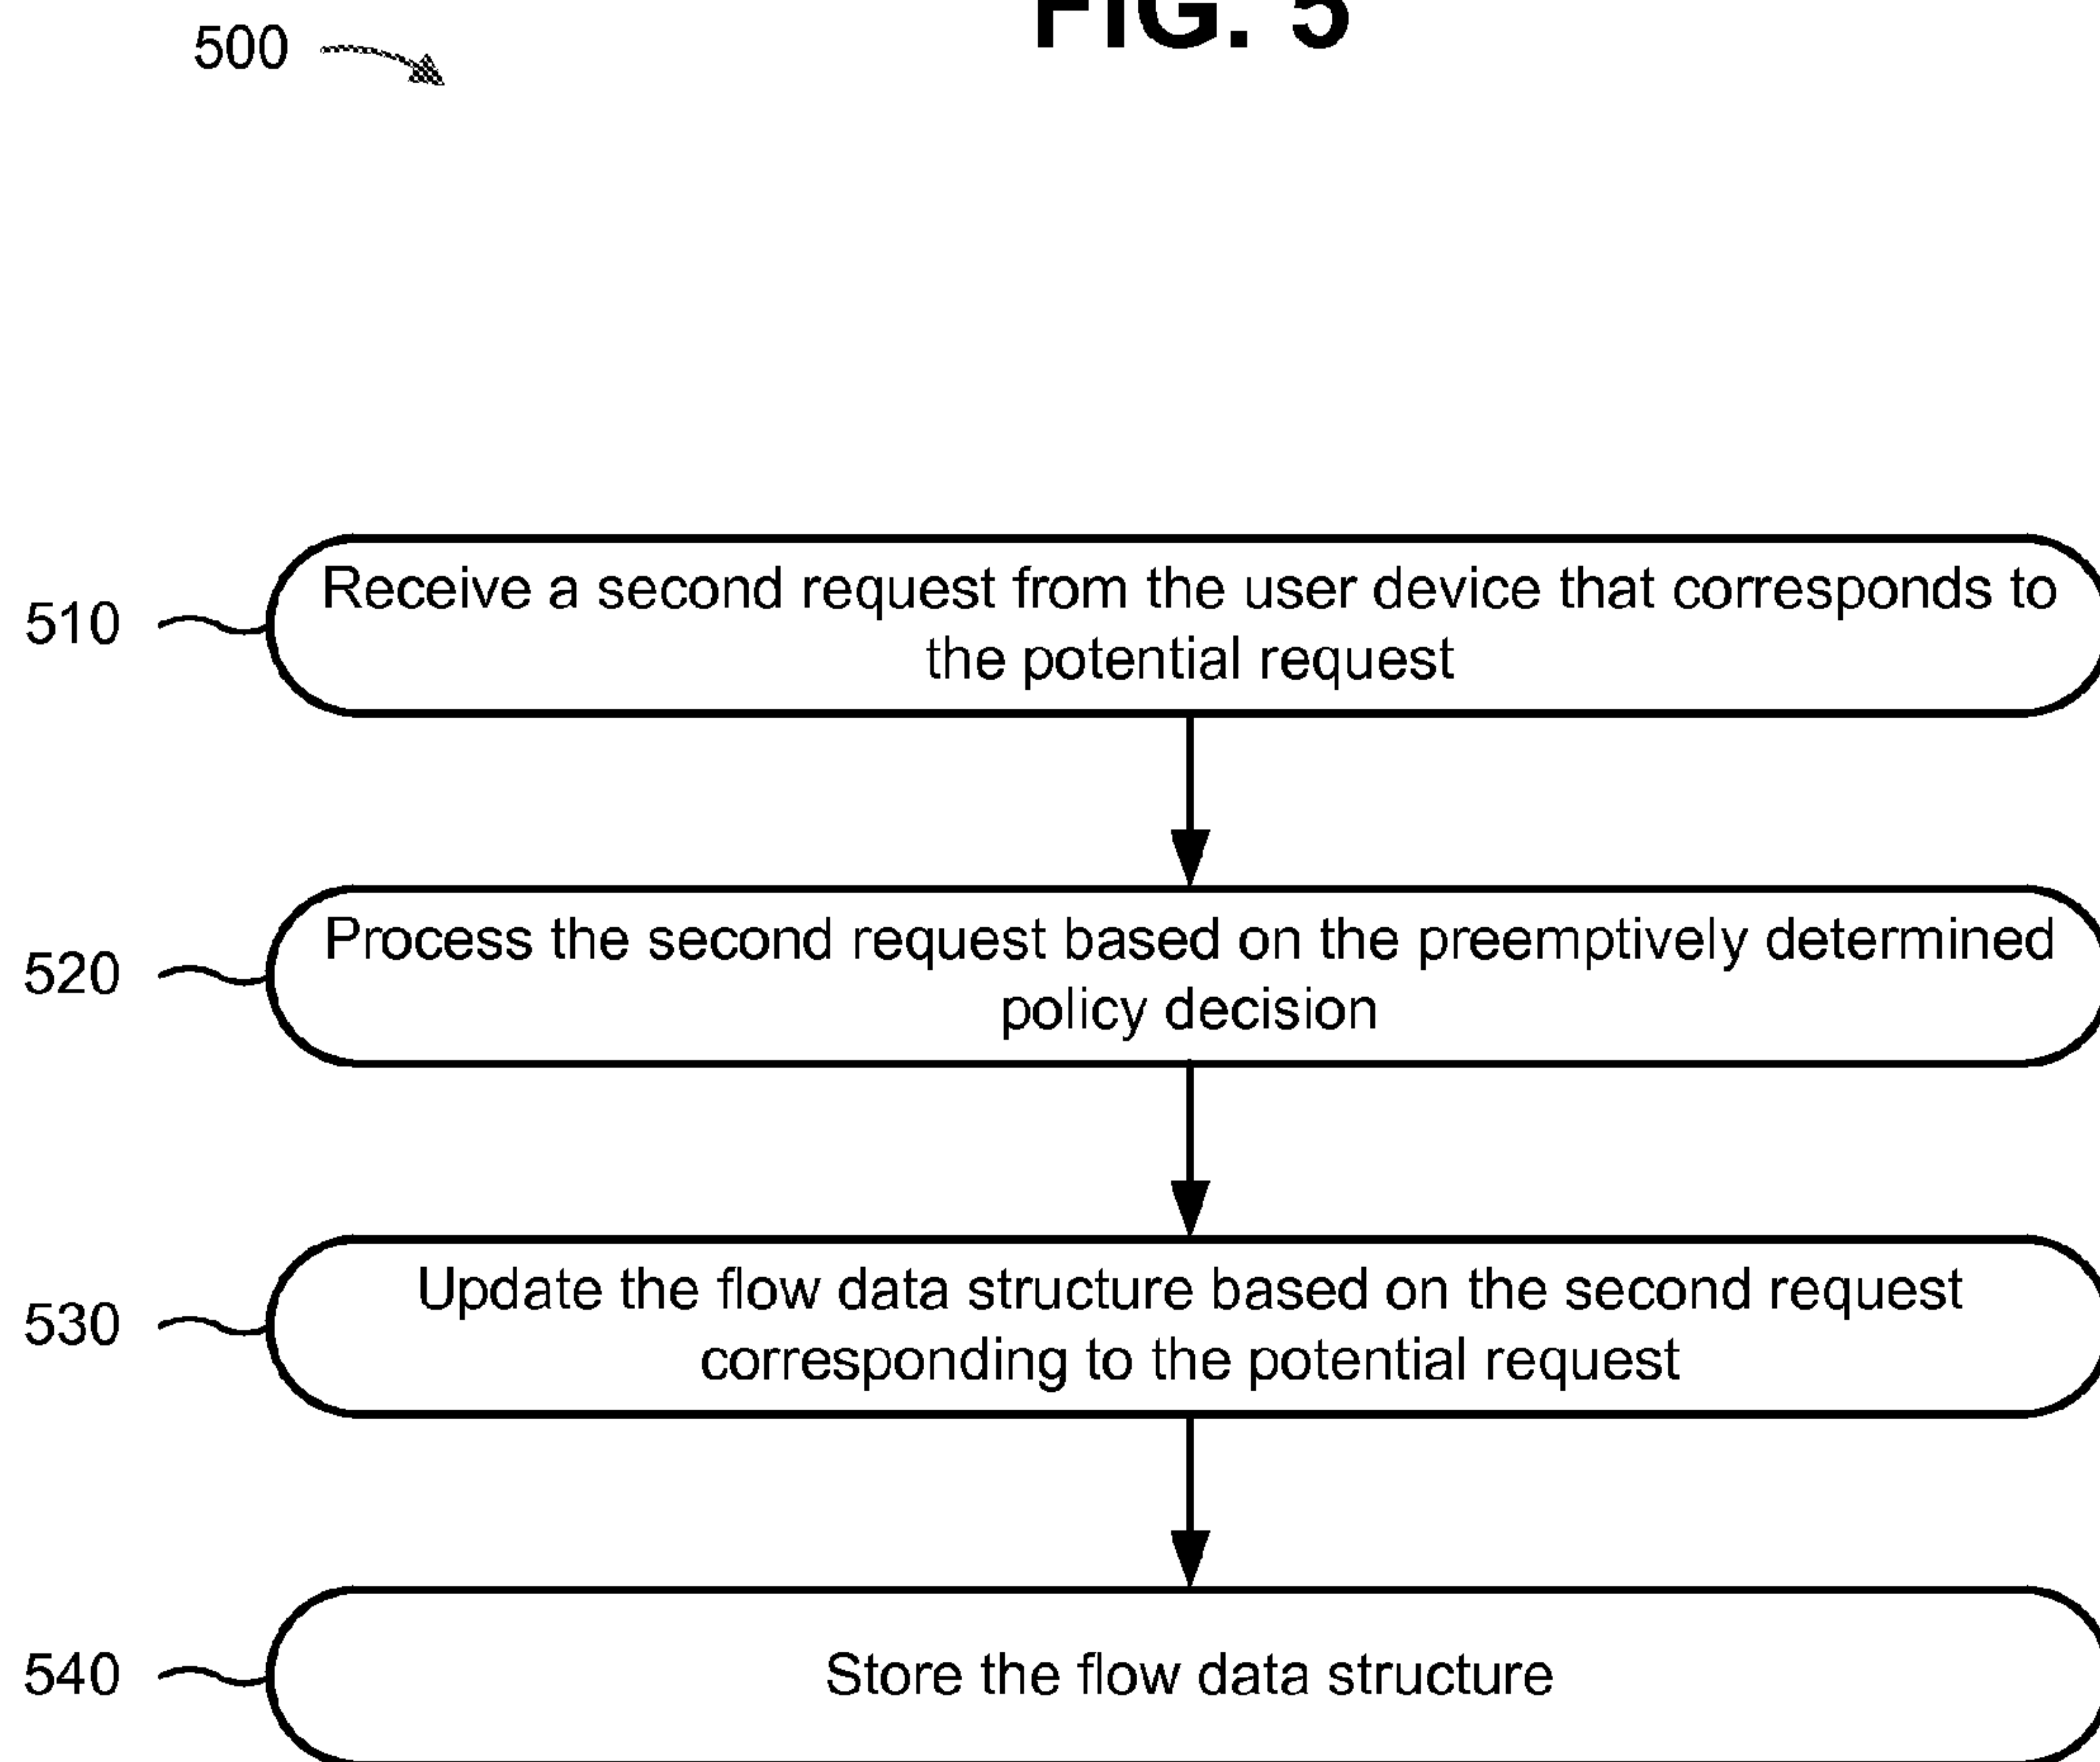 FIG. 5
500
510
Receive a second request from the user device that corresponds to
the potential request
520
Process the second request based on the preemptively determined
policy decision
530
Update the flow data structure based on the second request
corresponding to the potential request
540
Store the flow data structure